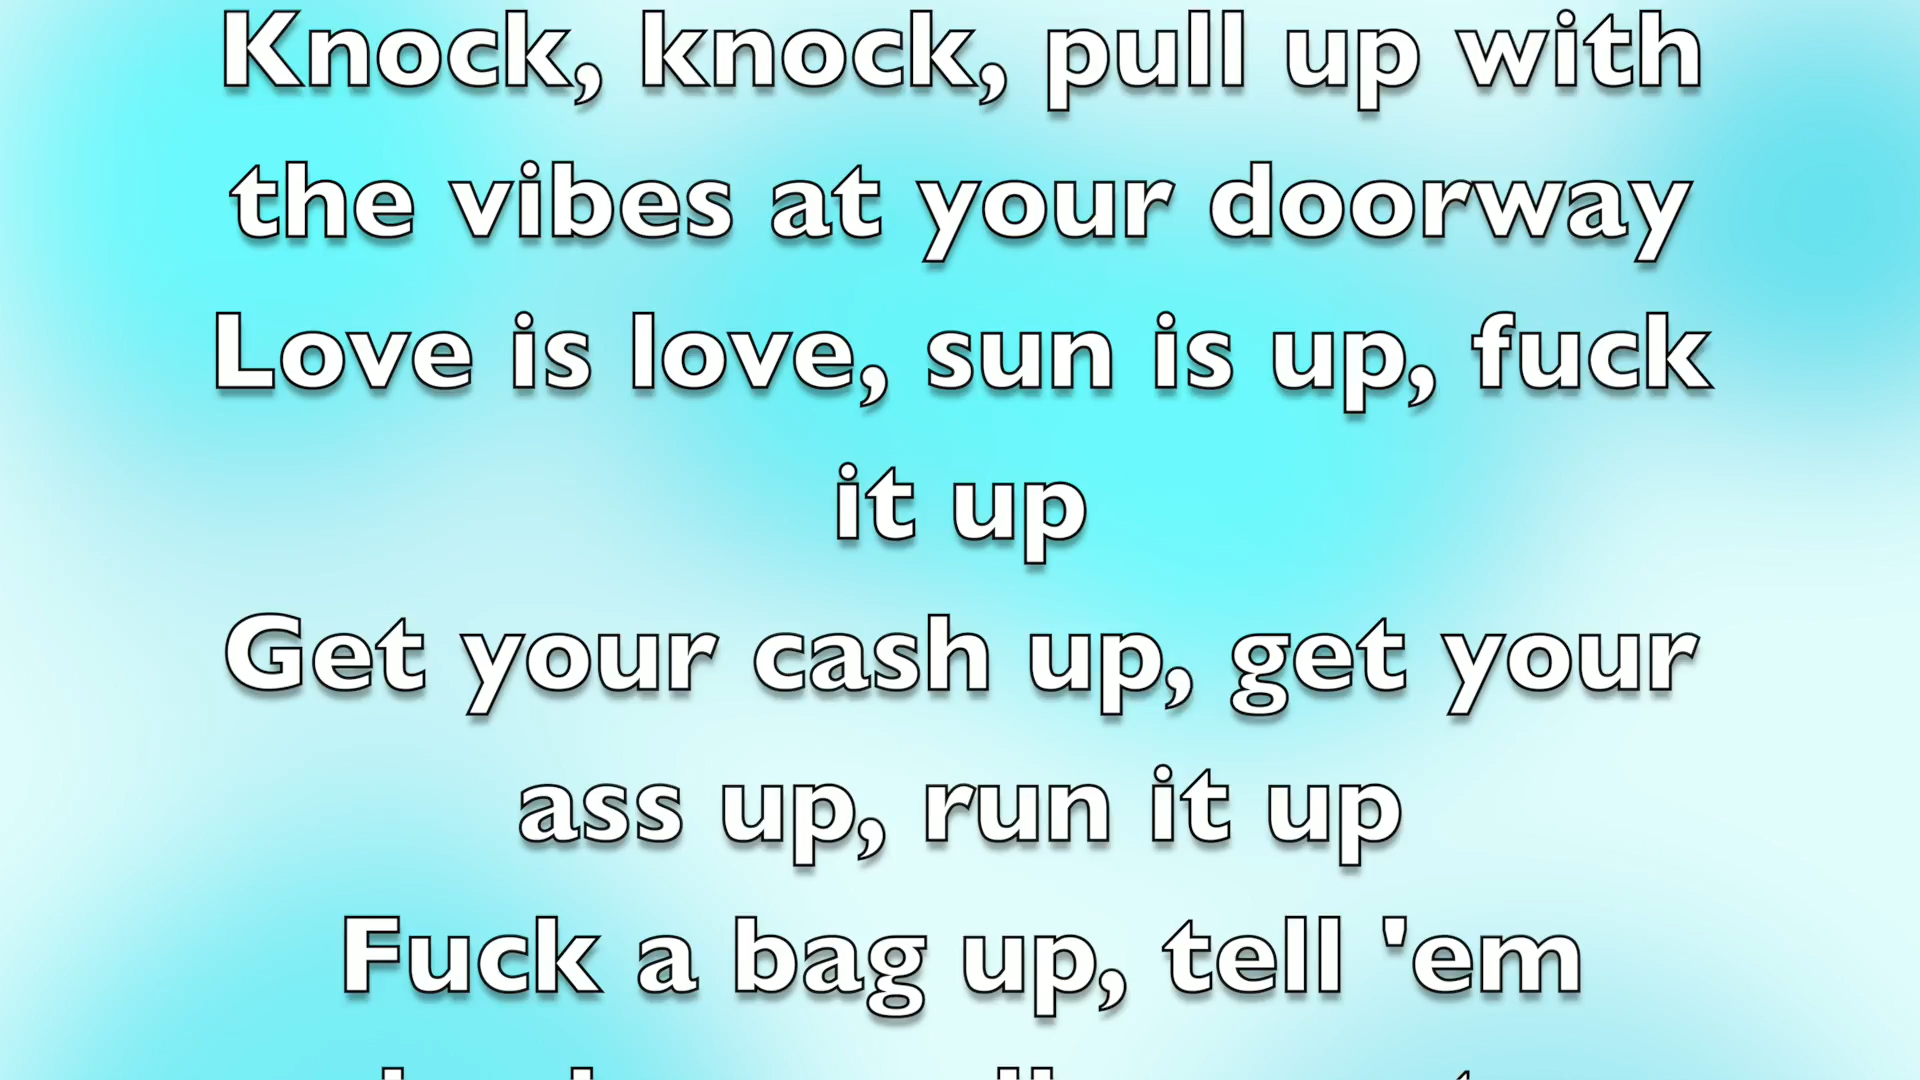 Knock, knock, pull up with
the vibes at your doorway
Love is love, sun is up, fuck
it up
Get your cash up, get your
ass up, run it up
Fuck a bag up, tell 'em